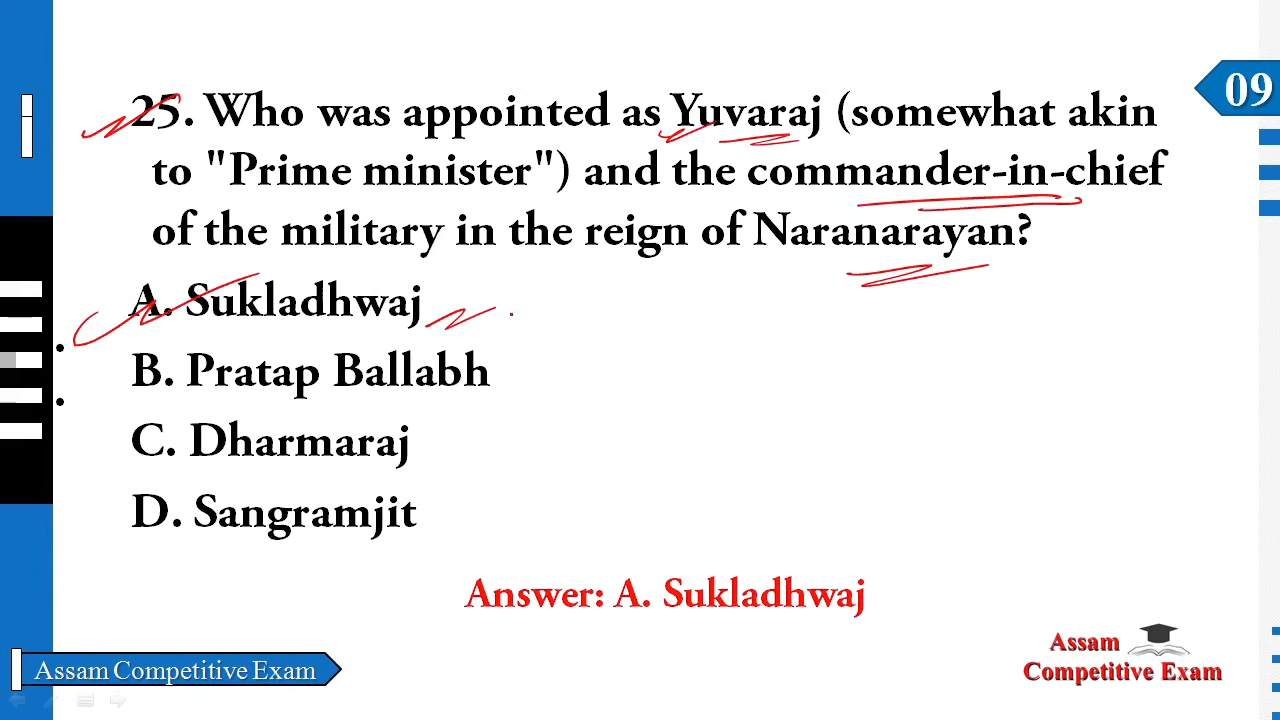 09
25. Who was appointed as Yuvaraj (somewhat akin
to "Prime minister") and the commander-in-chief
of the military in the reign of Naranarayan?
A. Sukladhwaj
B. Pratap Ballabh
C. Dharmaraj
D. Sangramjit
Answer: A. Sukladhwaj
Assam
Competitive Exam
Assam Competitive Exam